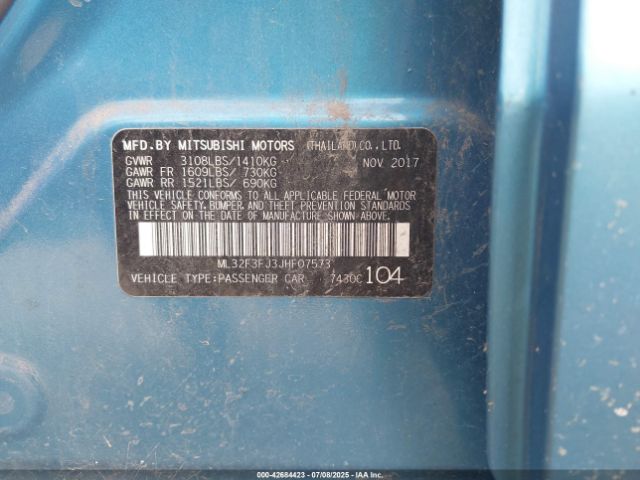 MFD.BY MITSUBISHI MOTORS (THAILAND)CO.,LTD.
GVWR 3108LBS/1410KG NOV 2017
GAWR FR 1609LBS/ 730KG
GAWR RR 1521LBS/ 690KG
THIS VEHICLE CONFORMS TO ALL APPLICABLE FEDERAL MOTOR
VEHICLE SAFETY, BUMPER AND THEFT PREVENTION STANDARDS
IN EFFECT ON THE DATE OF MANUFACTURE SHOWN ABOVE.
ML32F3FJ3JHF07573
VEHICLE TYPE:PASSENGER CAR 7430C 104
000-42684423 - 07/08/2025 - IAAI.COM